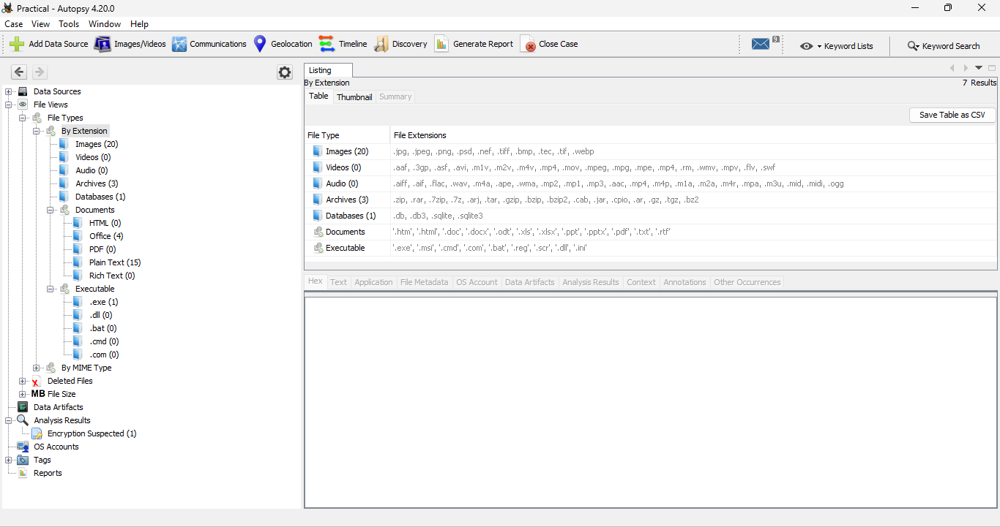 Practical - Autopsy 4.20.0
Case View Tools Window Help
Add Data Source Images/Videos Communications Geolocation Timeline Discovery Generate Report Close Case 9 Keyword Lists Keyword Search
Data Sources
File Views
File Types
By Extension
Images (20)
Videos (0)
Audio (0)
Archives (3)
Databases (1)
Documents
HTML (0)
Office (4)
PDF (0)
Plain Text (15)
Rich Text (0)
Executable
.exe (1)
.dll (0)
.bat (0)
.cmd (0)
.com (0)
By MIME Type
Deleted Files
MB File Size
Data Artifacts
Analysis Results
Encryption Suspected (1)
OS Accounts
Tags
Reports
Listing
By Extension 7 Results
Table Thumbnail Summary
Save Table as CSV
File Type File Extensions
Images (20) .jpg, .jpeg, .png, .psd, .nef, .tiff, .bmp, .tec, .tif, .webp
Videos (0) .aaf, .3gp, .asf, .avi, .m1v, .m2v, .m4v, .mp4, .mov, .mpeg, .mpg, .mpe, .mp4, .rm, .wmv, .mpv, .flv, .swf
Audio (0) .aiff, .aif, .flac, .wav, .m4a, .ape, .wma, .mp2, .mp1, .mp3, .aac, .mp4, .m4p, .m1a, .m2a, .m4r, .mpa, .m3u, .mid, .midi, .ogg
Archives (3) .zip, .rar, .7zip, .7z, .arj, .tar, .gzip, .bzip, .bzip2, .cab, .jar, .cpio, .ar, .gz, .tgz, .bz2
Databases (1) .db, .db3, .sqlite, .sqlite3
Documents '.htm', '.html', '.doc', '.docx', '.odt', '.xls', '.xlsx', '.ppt', '.pptx', '.pdf', '.txt', '.rtf'
Executable '.exe', '.msi', '.cmd', '.com', '.bat', '.reg', '.scr', '.dll', '.ini'
Hex Text Application File Metadata OS Account Data Artifacts Analysis Results Context Annotations Other Occurrences